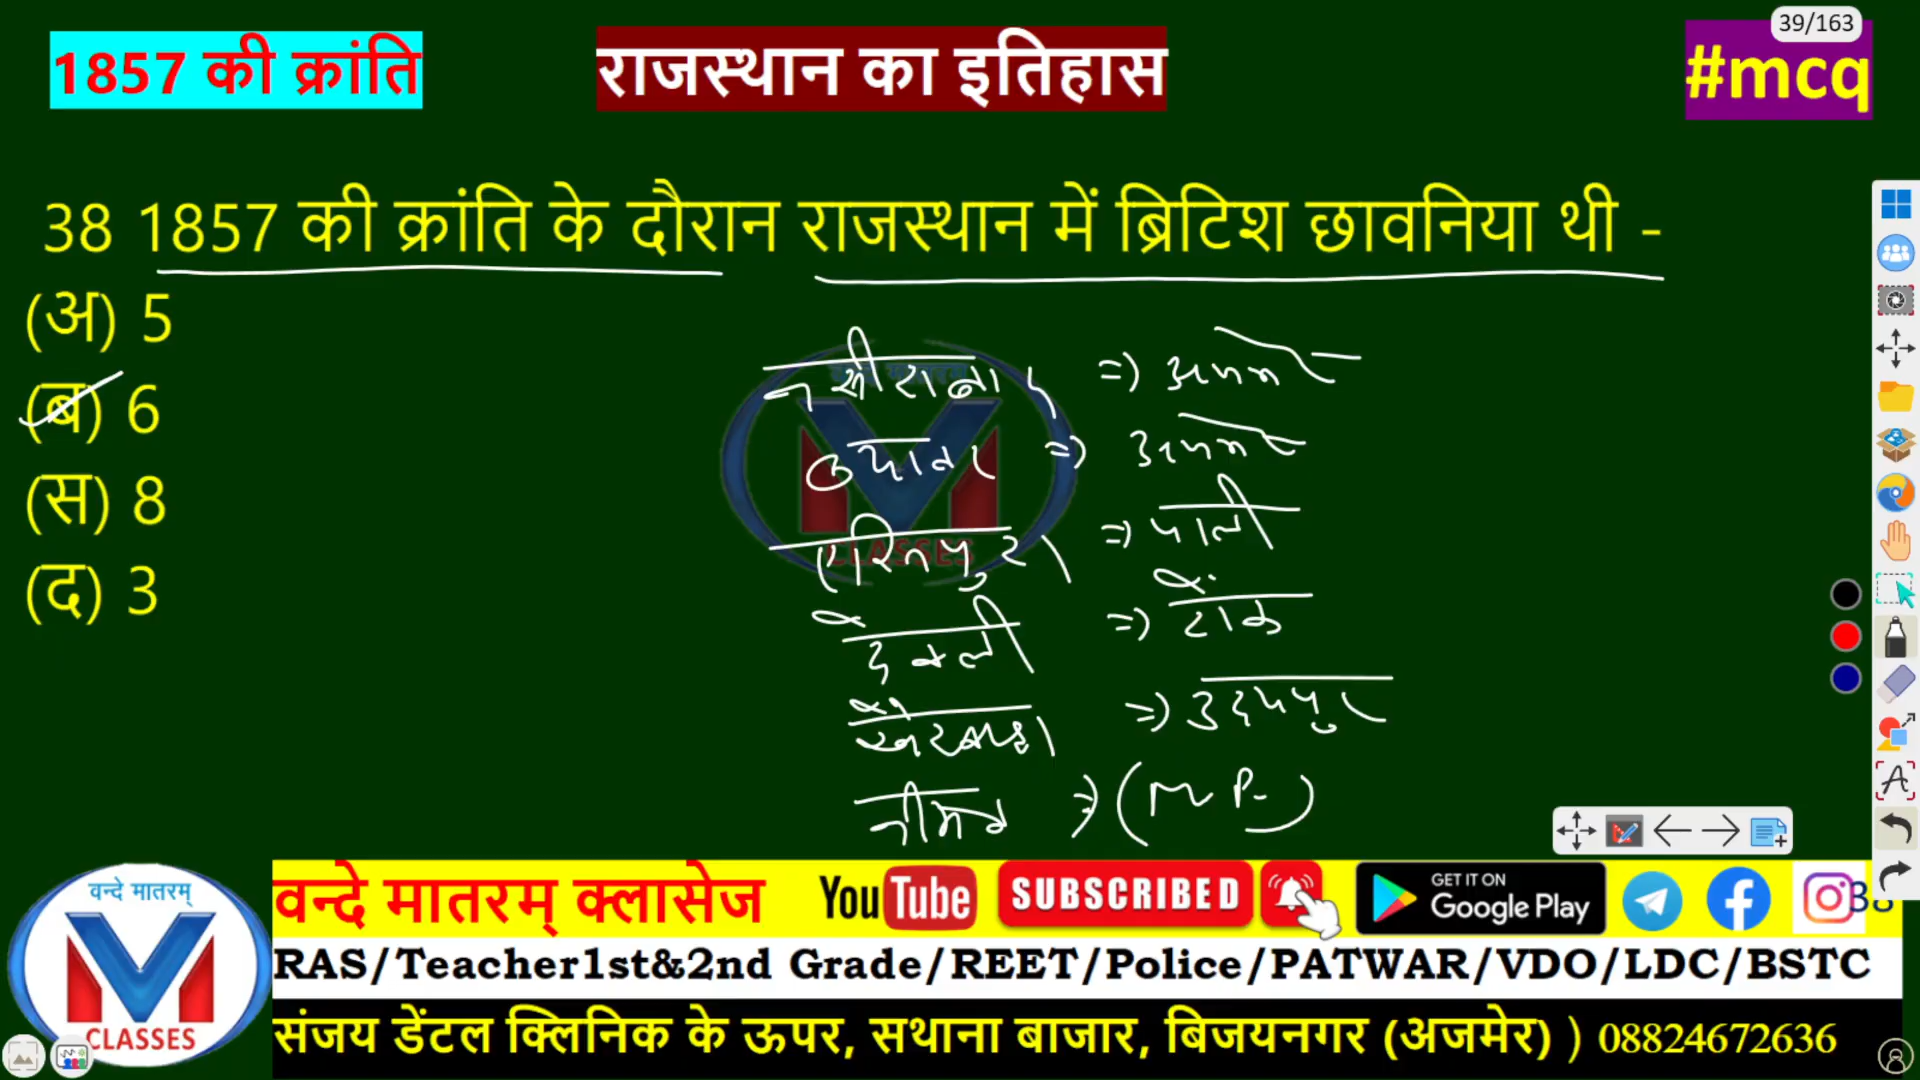 39/163
1857 की क्रांति
राजस्थान का इतिहास
#mcq
38 1857 की क्रांति के दौरान राजस्थान में ब्रिटिश छावनिया थी -
(अ) 5
(ब) 6
(स) 8
(द) 3
नसीराबाद => अजमेर
ब्यावर => अजमेर
एरिनपुरा => पाली
देवली => टोंक
खेरवाड़ा => उदयपुर
नीमच => (M P-)
वन्दे मातरम्
CLASSES
वन्दे मातरम् क्लासेज
YouTube
SUBSCRIBED
GET IT ON
Google Play
38
RAS/Teacher1st&2nd Grade/REET/Police/PATWAR/VDO/LDC/BSTC
संजय डेंटल क्लिनिक के ऊपर, सथाना बाजार, बिजयनगर (अजमेर) ) 08824672636